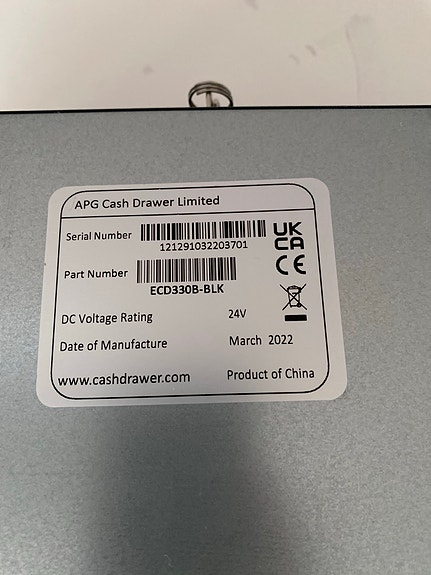 APG Cash Drawer Limited
Serial Number
121291032203701
UK
CA
Part Number
CE
ECD330B-BLK
DC Voltage Rating 24V
Date of Manufacture March 2022
www.cashdrawer.com Product of China